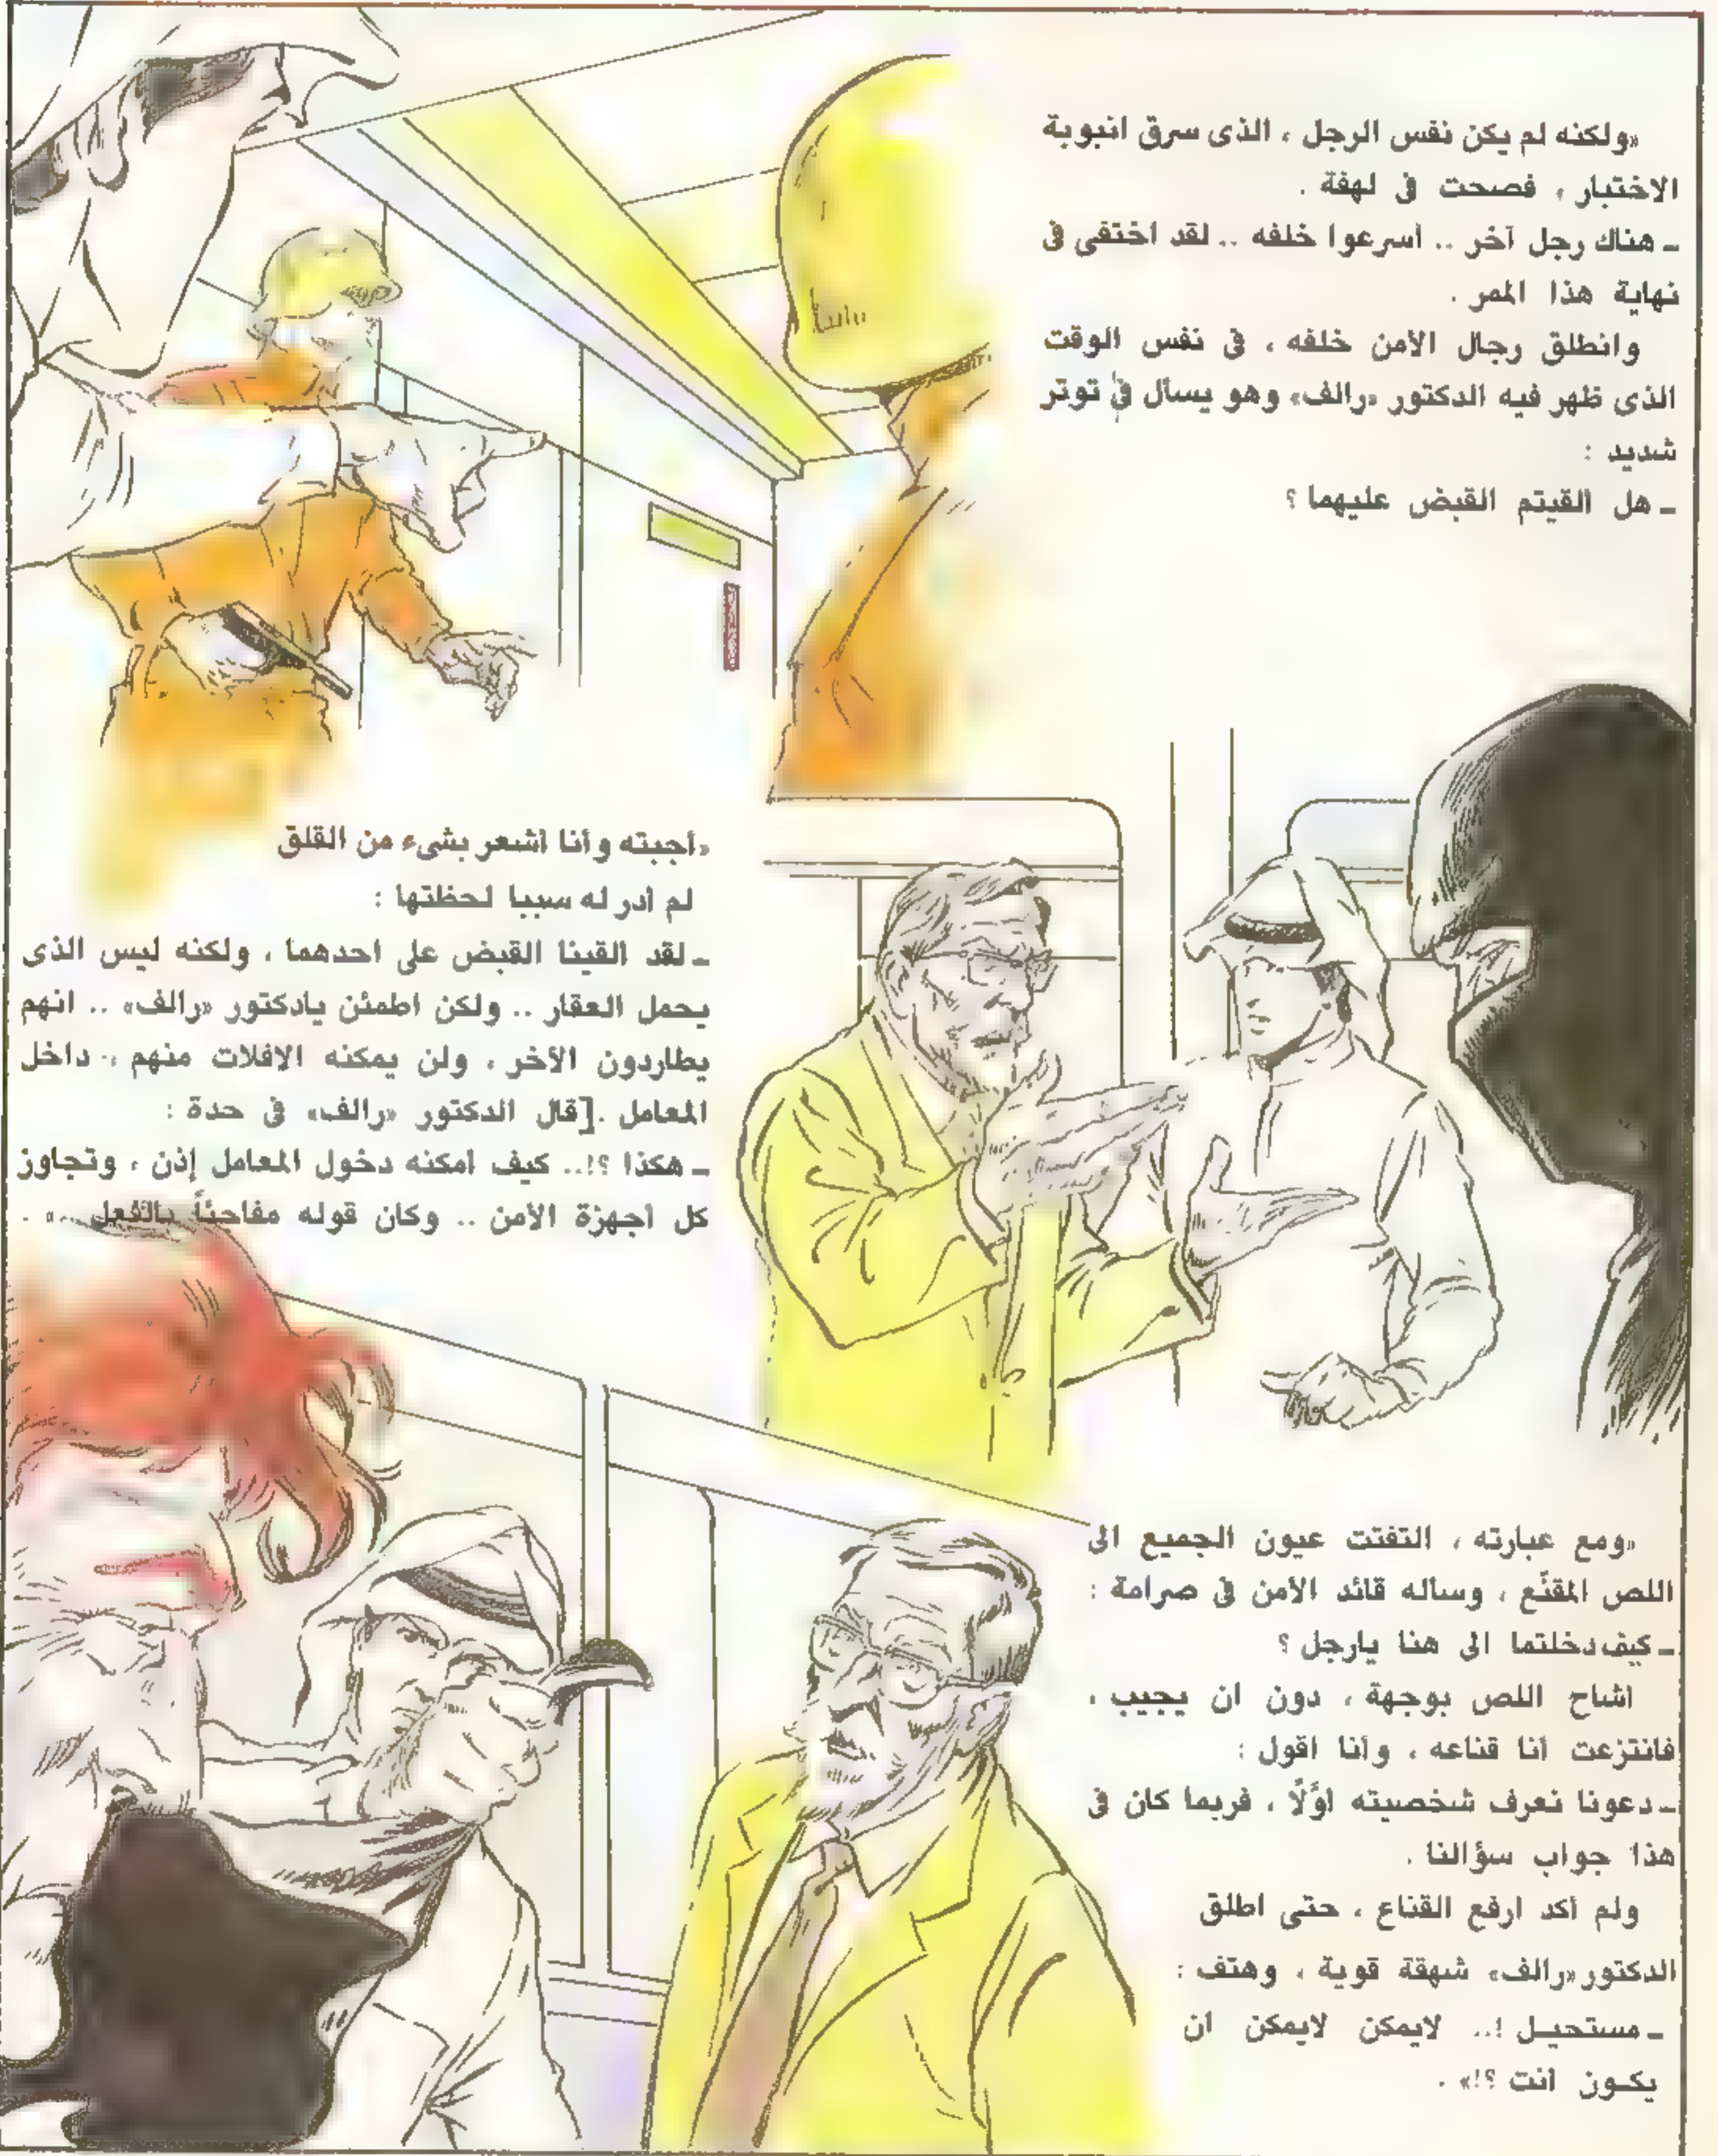 «ولكنه لم يكن نفس الرجل ، الذى سرق انبوبة
الاختبار ، فصحت فى لهفة .
ـ هناك رجل آخر .. أسرعوا خلفه .. لقد اختفى فى
نهاية هذا الممر .
وانطلق رجال الأمن خلفه ، فى نفس الوقت
الذى ظهر فيه الدكتور «رالف» وهو يسأل فى توتر
شديد :
ـ هل القيتم القبض عليهما ؟
«أجبته وأنا اشعر بشىء من القلق
لم أدر له سببا لحظتها :
ـ لقد القينا القبض على احدهما ، ولكنه ليس الذى
يحمل العقار .. ولكن اطمئن يادكتور «رالف» .. انهم
يطاردون الأخر ، ولن يمكنه الافلات منهم ، داخل
المعامل .[قال الدكتور «رالف» فى حدة :
ـ هكذا ؟!.. كيف امكنه دخول المعامل إذن ، وتجاوز
كل أجهزة الأمن .. وكان قوله مفاجئاً بالفعل ..» .
«ومع عبارته ، التفتت عيون الجميع الى
اللص المقنّع ، وسأله قائد الأمن فى صرامة :
ـ كيف دخلتما الى هنا يارجل ؟
اشاح اللص بوجهة ، دون ان يجيب ،
فانتزعت أنا قناعه ، وأنا اقول :
ـ دعونا نعرف شخصيته اوَّلاً ، فربما كان فى
هذا جواب سؤالنا .
ولم أكد ارفع القناع ، حتى اطلق
الدكتور «رالف» شهقة قوية ، وهتف :
ـ مستحيل !.. لايمكن لايمكن ان
يكون انت ؟!» .